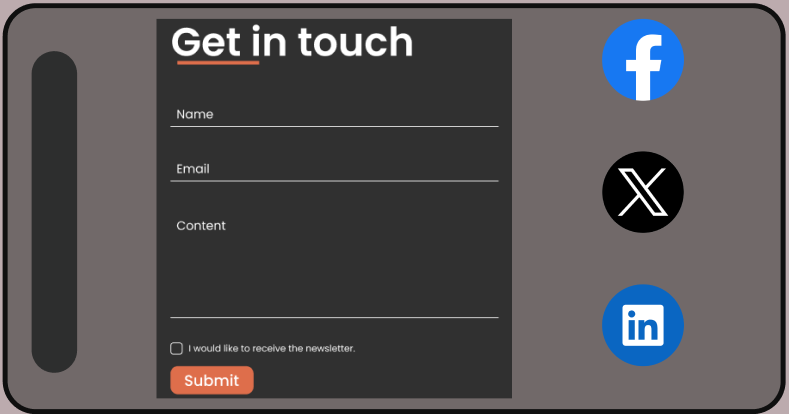 Get in touch
Name
Email
Content
I would like to receive the newsletter.
Submit
f
X
in